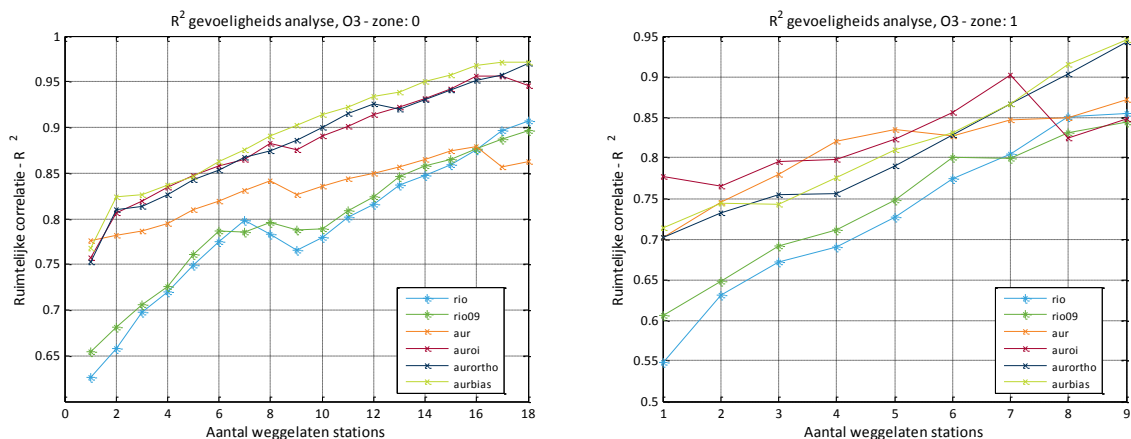 R² gevoeligheids analyse, O3 - zone: 0
Ruimtelijke correlatie - R²
1
0.95
0.9
0.85
0.8
0.75
0.7
0.65
0 2 4 6 8 10 12 14 16 18
Aantal weggelaten stations
rio
rio09
aur
auroi
aurortho
aurbias
R² gevoeligheids analyse, O3 - zone: 1
Ruimtelijke correlatie - R²
0.95
0.9
0.85
0.8
0.75
0.7
0.65
0.6
0.55
0.5
1 2 3 4 5 6 7 8 9
Aantal weggelaten stations
rio
rio09
aur
auroi
aurortho
aurbias